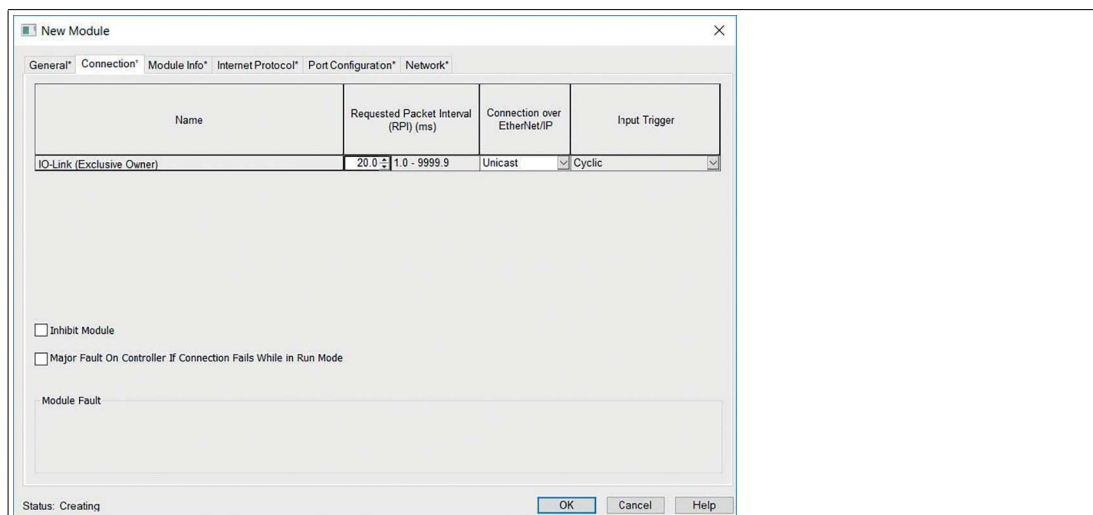 New Module
General* Connection* Module Info* Internet Protocol* Port Configuration* Network*
Name
Requested Packet Interval
(RPI) (ms)
Connection over
EtherNet/IP
Input Trigger
IO-Link (Exclusive Owner)
20.0
1.0 - 9999.9
Unicast
Cyclic
Inhibit Module
Major Fault On Controller If Connection Fails While in Run Mode
Module Fault
Status: Creating
OK
Cancel
Help